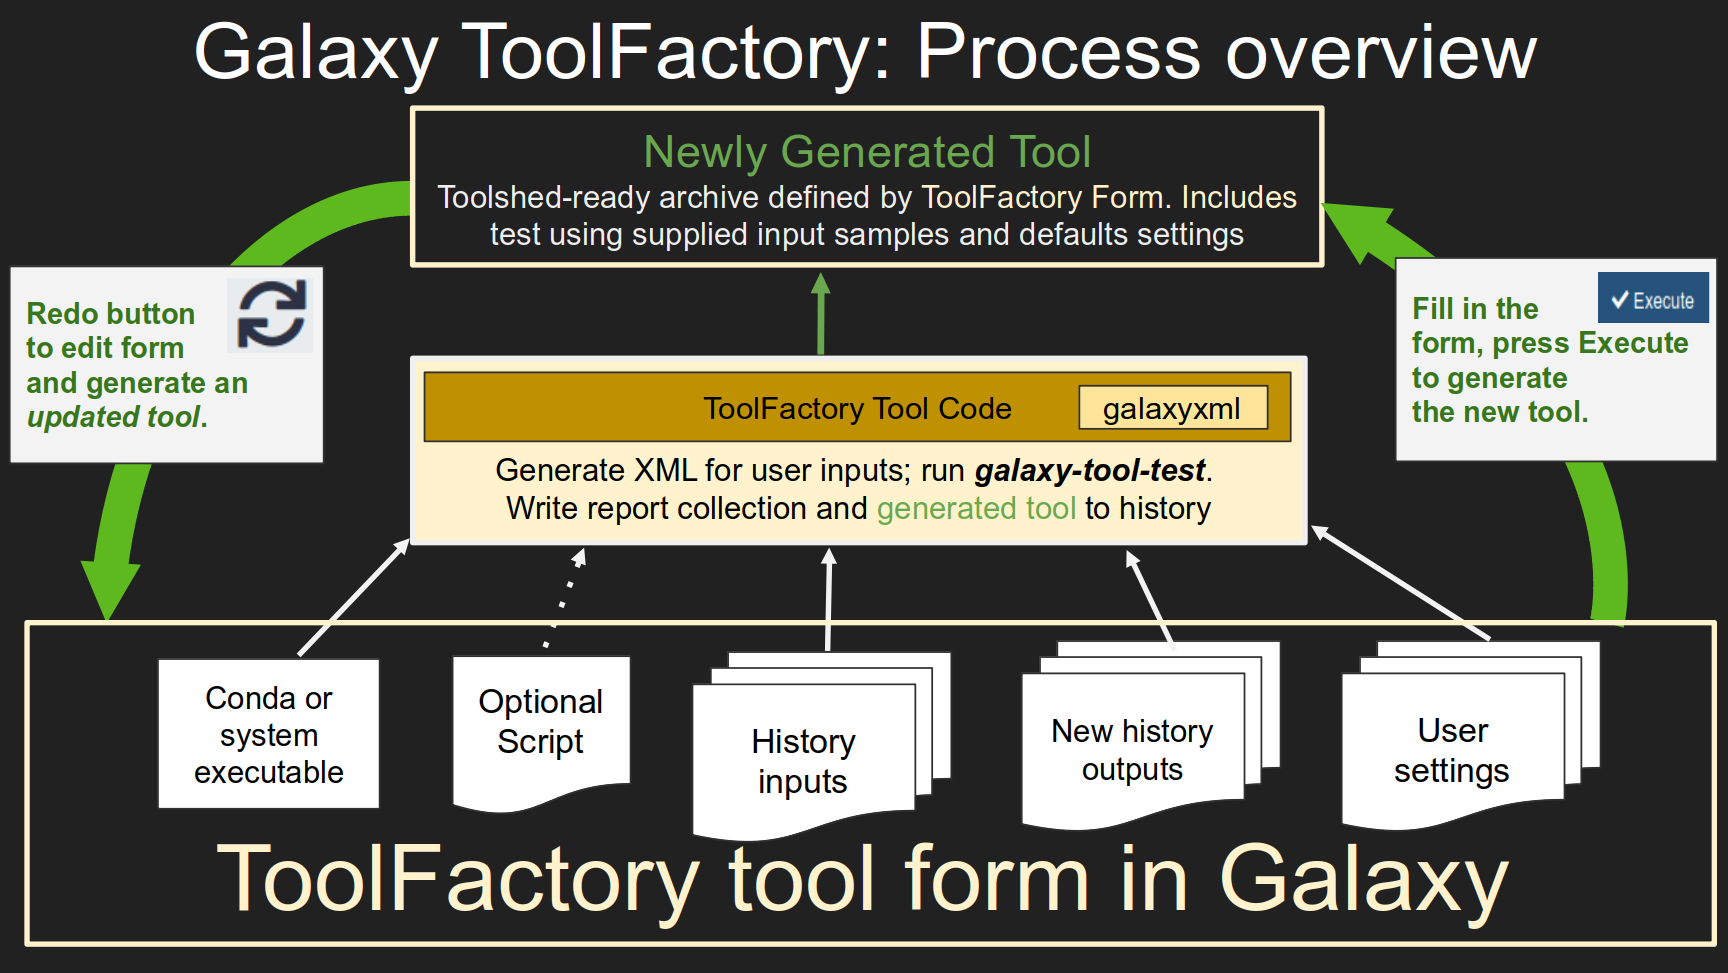 Galaxy ToolFactory: Process overview
Newly Generated Tool
Toolshed-ready archive defined by ToolFactory Form. Includes
test using supplied input samples and defaults settings
Redo button
to edit form
and generate an
updated tool.
Execute
Fill in the
form, press Execute
to generate
the new tool.
ToolFactory Tool Code
galaxyxml
Generate XML for user inputs; run galaxy-tool-test.
Write report collection and generated tool to history
Conda or
system
executable
Optional
Script
History
inputs
New history
outputs
User
settings
ToolFactory tool form in Galaxy